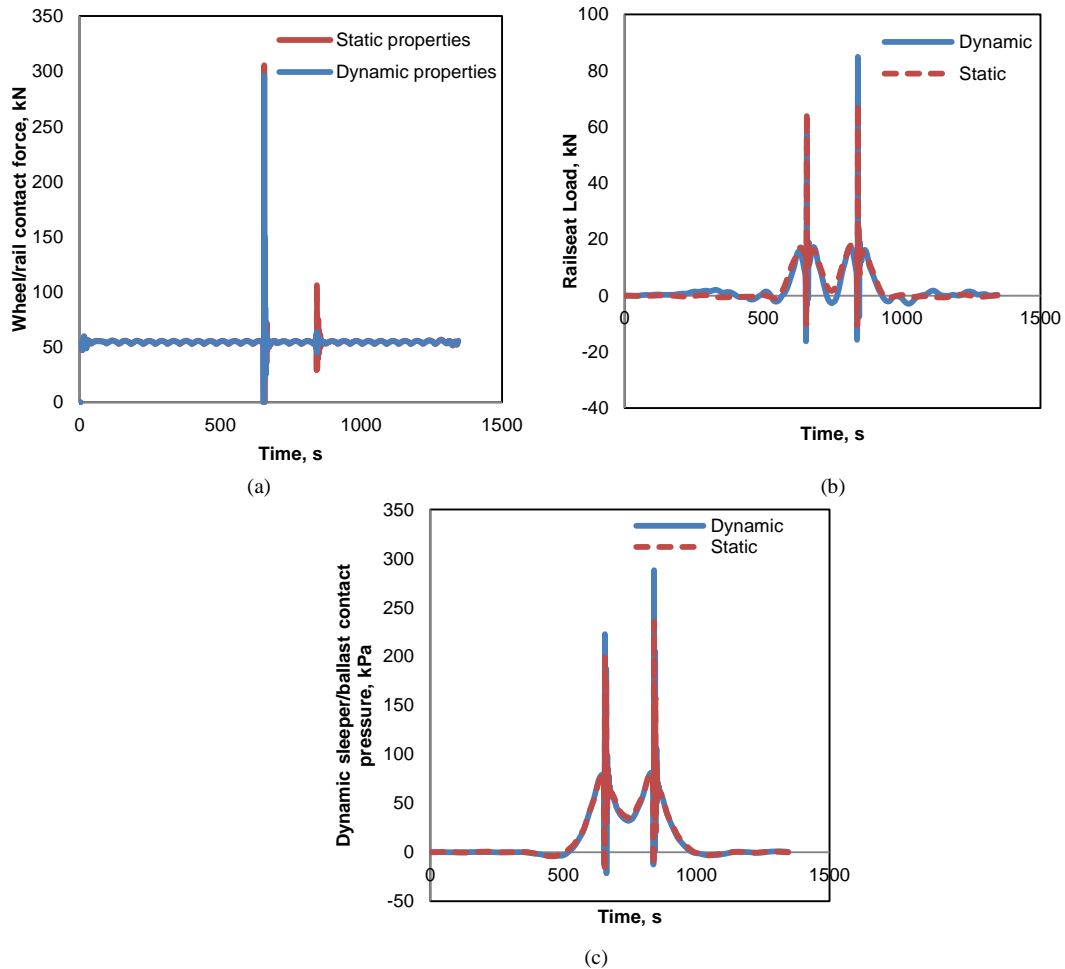 350
300
250
200
150
100
50
0
Wheel/rail contact force, kN
Static properties
Dynamic properties
0
500
1000
1500
Time, s
(a)
100
80
60
40
20
0
-20
-40
Railseat Load, kN
Dynamic
Static
0
500
1000
1500
Time, s
(b)
350
300
250
200
150
100
50
0
-50
Dynamic sleeper/ballast contact
pressure, kPa
Dynamic
Static
0
500
1000
1500
Time, s
(c)